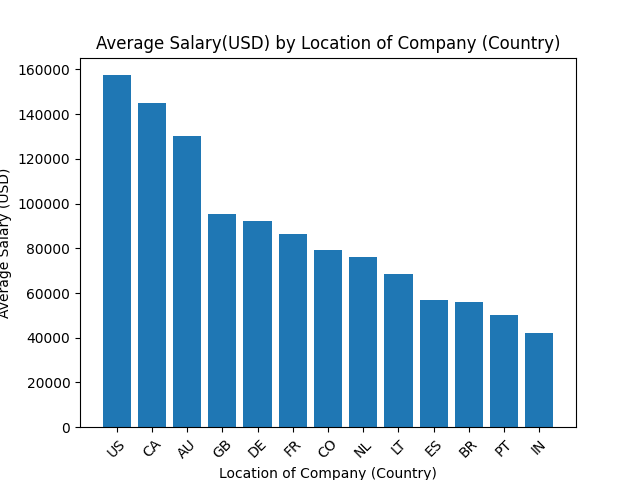 Average Salary(USD) by Location of Company (Country)
Average Salary (USD)
160000
140000
120000
100000
80000
60000
40000
20000
0
US CA AU GB DE FR CO NL LT ES BR PT IN
Location of Company (Country)